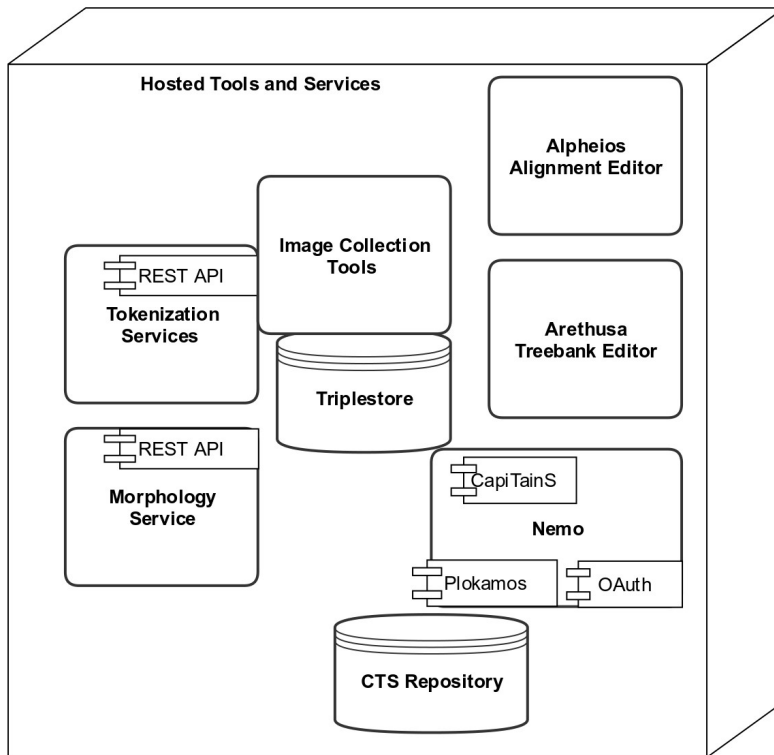 Hosted Tools and Services
Alpheios
Alignment Editor
Image Collection
Tools
REST API
Tokenization
Services
Arethusa
Treebank Editor
Triplestore
REST API
Morphology
Service
CapiTainS
Nemo
Plokamos
OAuth
CTS Repository